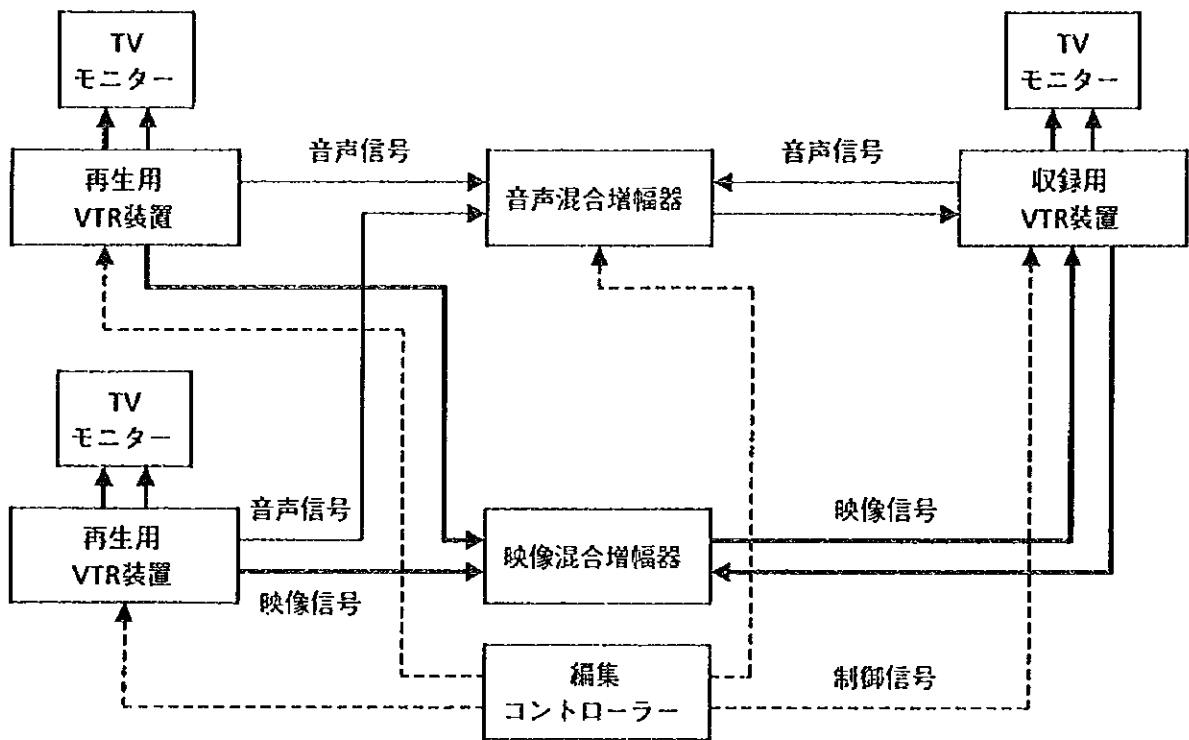 TV
モニター
TV
モニター
再生用
VTR装置
音声信号
音声混合増幅器
音声信号
収録用
VTR装置
TV
モニター
再生用
VTR装置
音声信号
映像信号
映像混合増幅器
映像信号
編集
コントローラー
制御信号